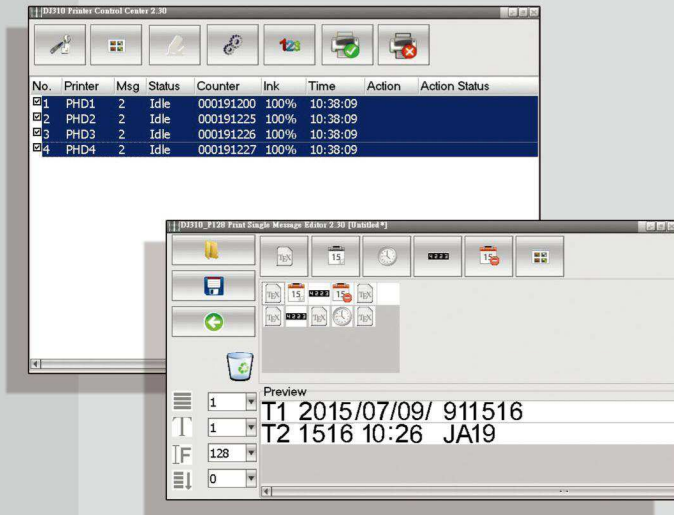 DJ310 Printer Control Center 2.30
123
No. Printer Msg Status Counter Ink Time Action Action Status
1 PHD1 2 Idle 000191200 100% 10:38:09
2 PHD2 2 Idle 000191225 100% 10:38:09
3 PHD3 2 Idle 000191226 100% 10:38:09
4 PHD4 2 Idle 000191227 100% 10:38:09
DJ310_P128 Print Single Message Editor 2.30 [Untitled *]
TEX 15 4233 15
TEX 15 4233 15 TEX
TEX 4233 TEX TEX
1
1
128
0
Preview
T1 2015/07/09/ 911516
T2 1516 10:26 JA19